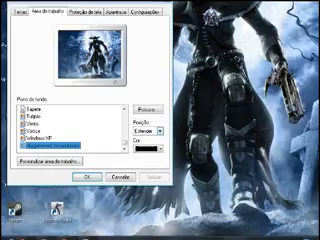 Temas Área de trabalho Proteção de tela Aparência Configurações
Plano de fundo:
Tapete
Tulipas
Vento
Vórtice
Windows XP
Procurar...
Posição:
Estender
Cor:
Personalizar área de trabalho...
OK Cancelar Aplicar